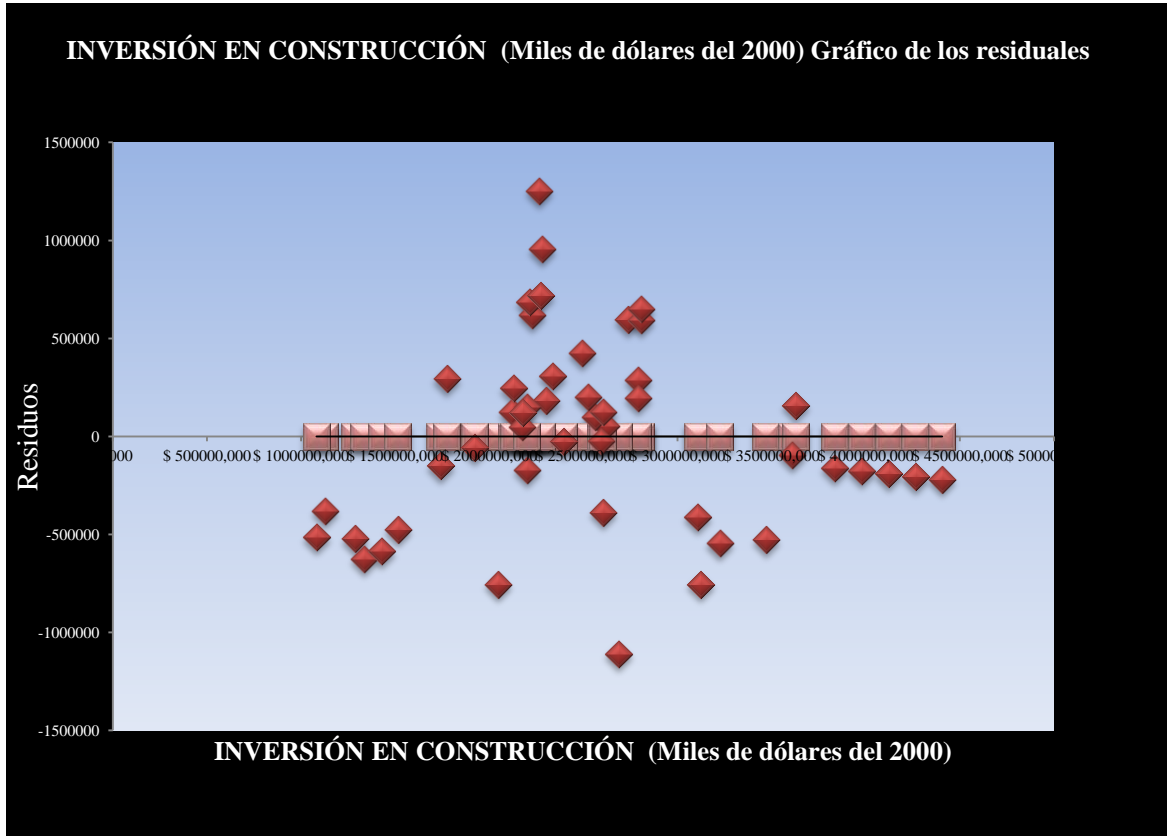 INVERSIÓN EN CONSTRUCCIÓN (Miles de dólares del 2000) Gráfico de los residuales
1500000
1000000
500000
0
000 $ 500000,000 $ 1000000,000 $ 1500000,000 $ 2000000,000 $ 2500000,000 $ 3000000,000 $ 3500000,000 $ 4000000,000 $ 4500000,000 $ 50000
-500000
-1000000
-1500000
Residuos
INVERSIÓN EN CONSTRUCCIÓN (Miles de dólares del 2000)